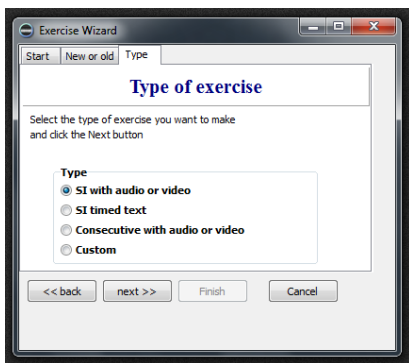 Exercise Wizard
Start New or old Type
Type of exercise
Select the type of exercise you want to make
and click the Next button
Type
SI with audio or video
SI timed text
Consecutive with audio or video
Custom
<< back next >> Finish Cancel